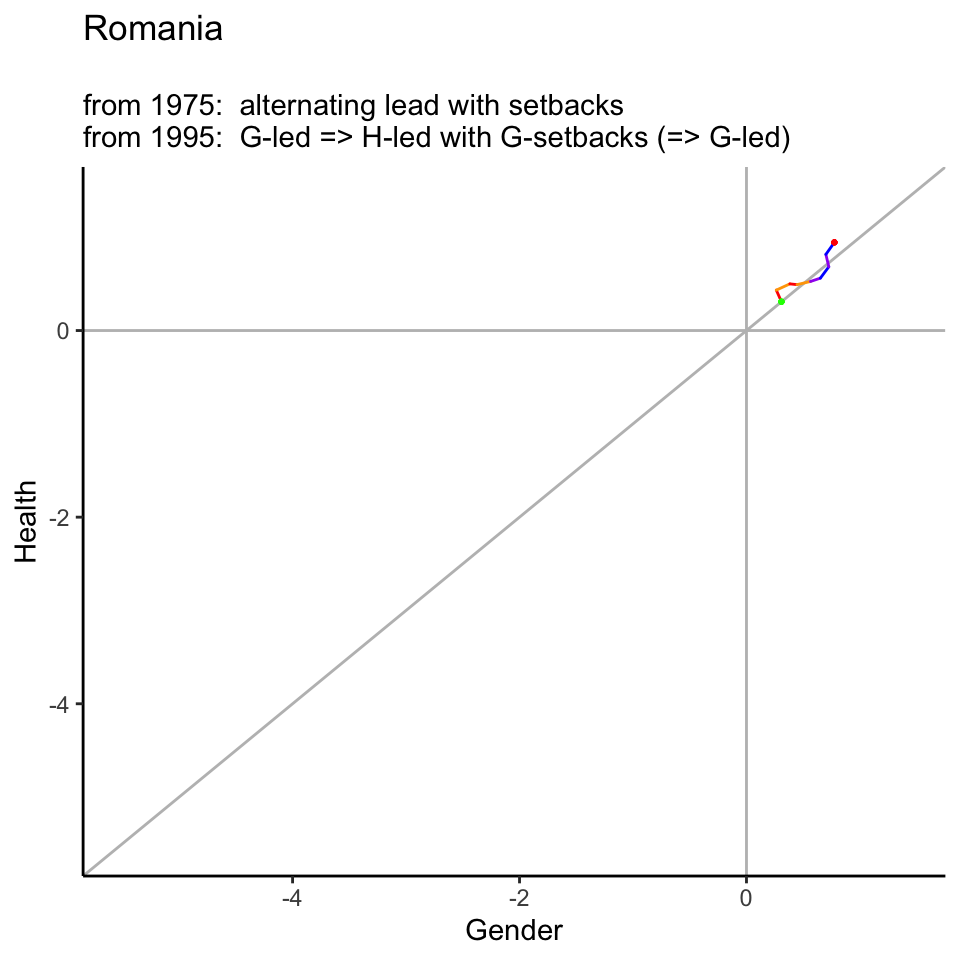 Romania
from 1975:  alternating lead with setbacks
from 1995:  G-led => H-led with G-setbacks (=> G-led)
0
-2
-4
Health
-4
-2
0
Gender